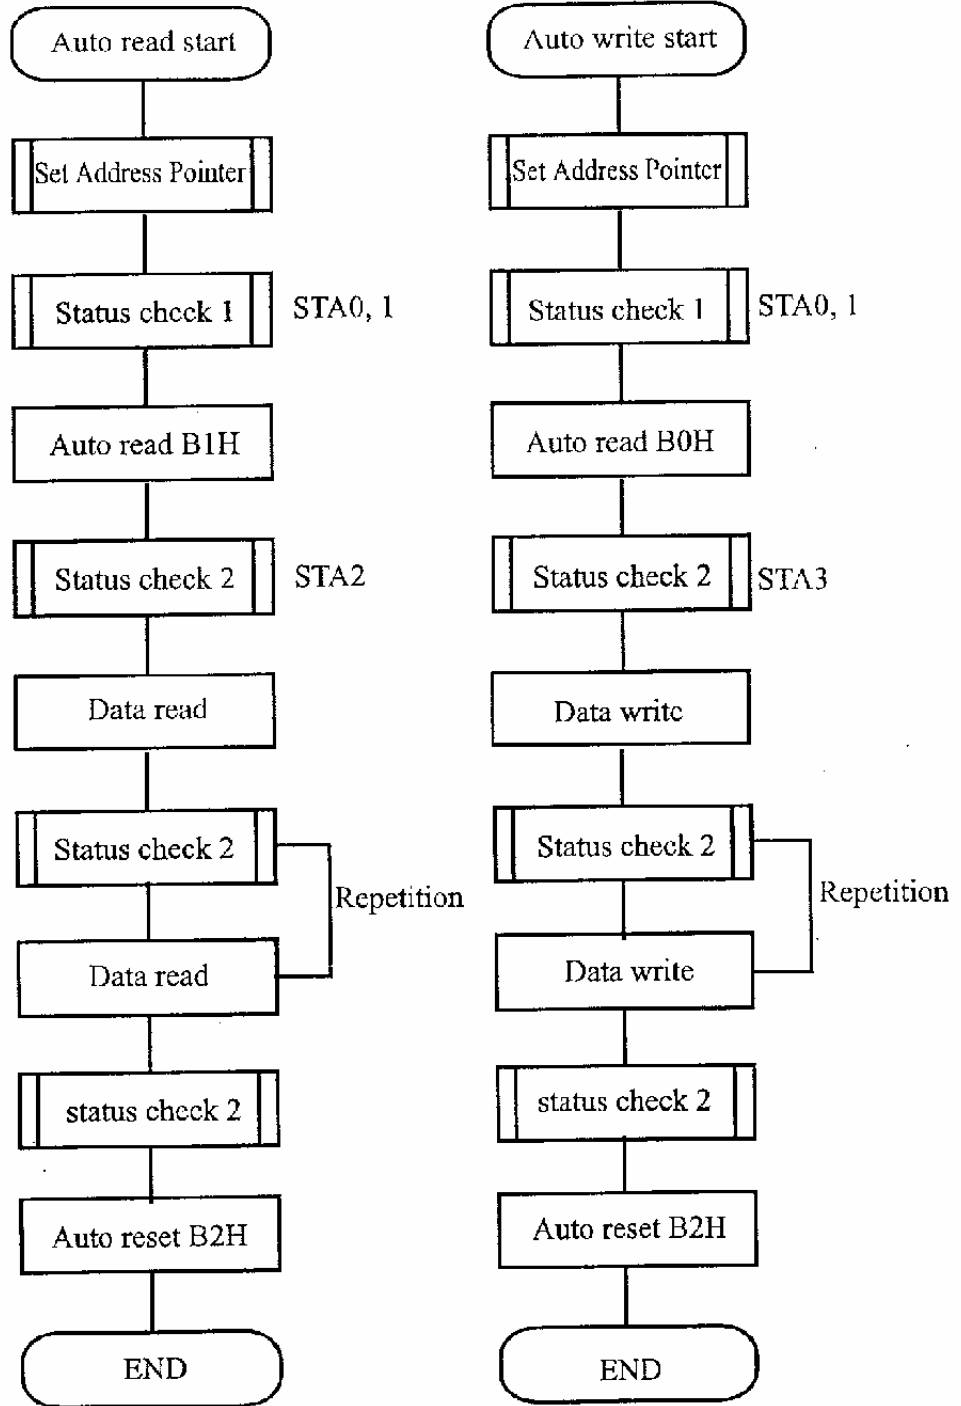 Auto read start
Set Address Pointer
Status check 1
STA0, 1
Auto read B1H
Status check 2
STA2
Data read
Status check 2
Repetition
Data read
status check 2
Auto reset B2H
END
Auto write start
Set Address Pointer
Status check 1
STA0, 1
Auto read B0H
Status check 2
STA3
Data write
Status check 2
Repetition
Data write
status check 2
Auto reset B2H
END